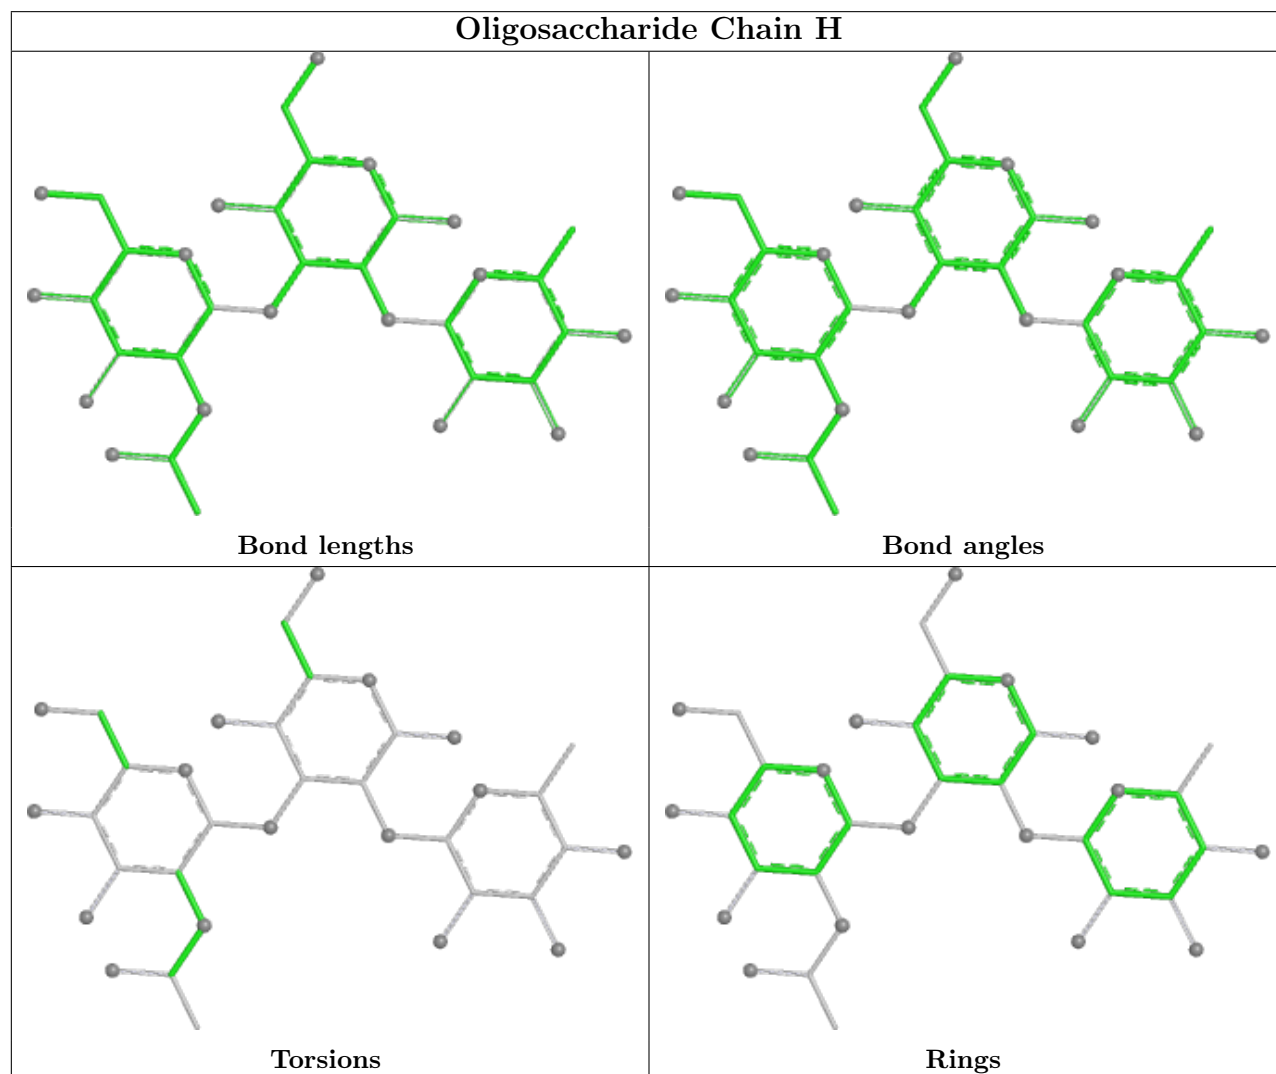 Oligosaccharide Chain H
Bond lengths
Bond angles
Torsions
Rings